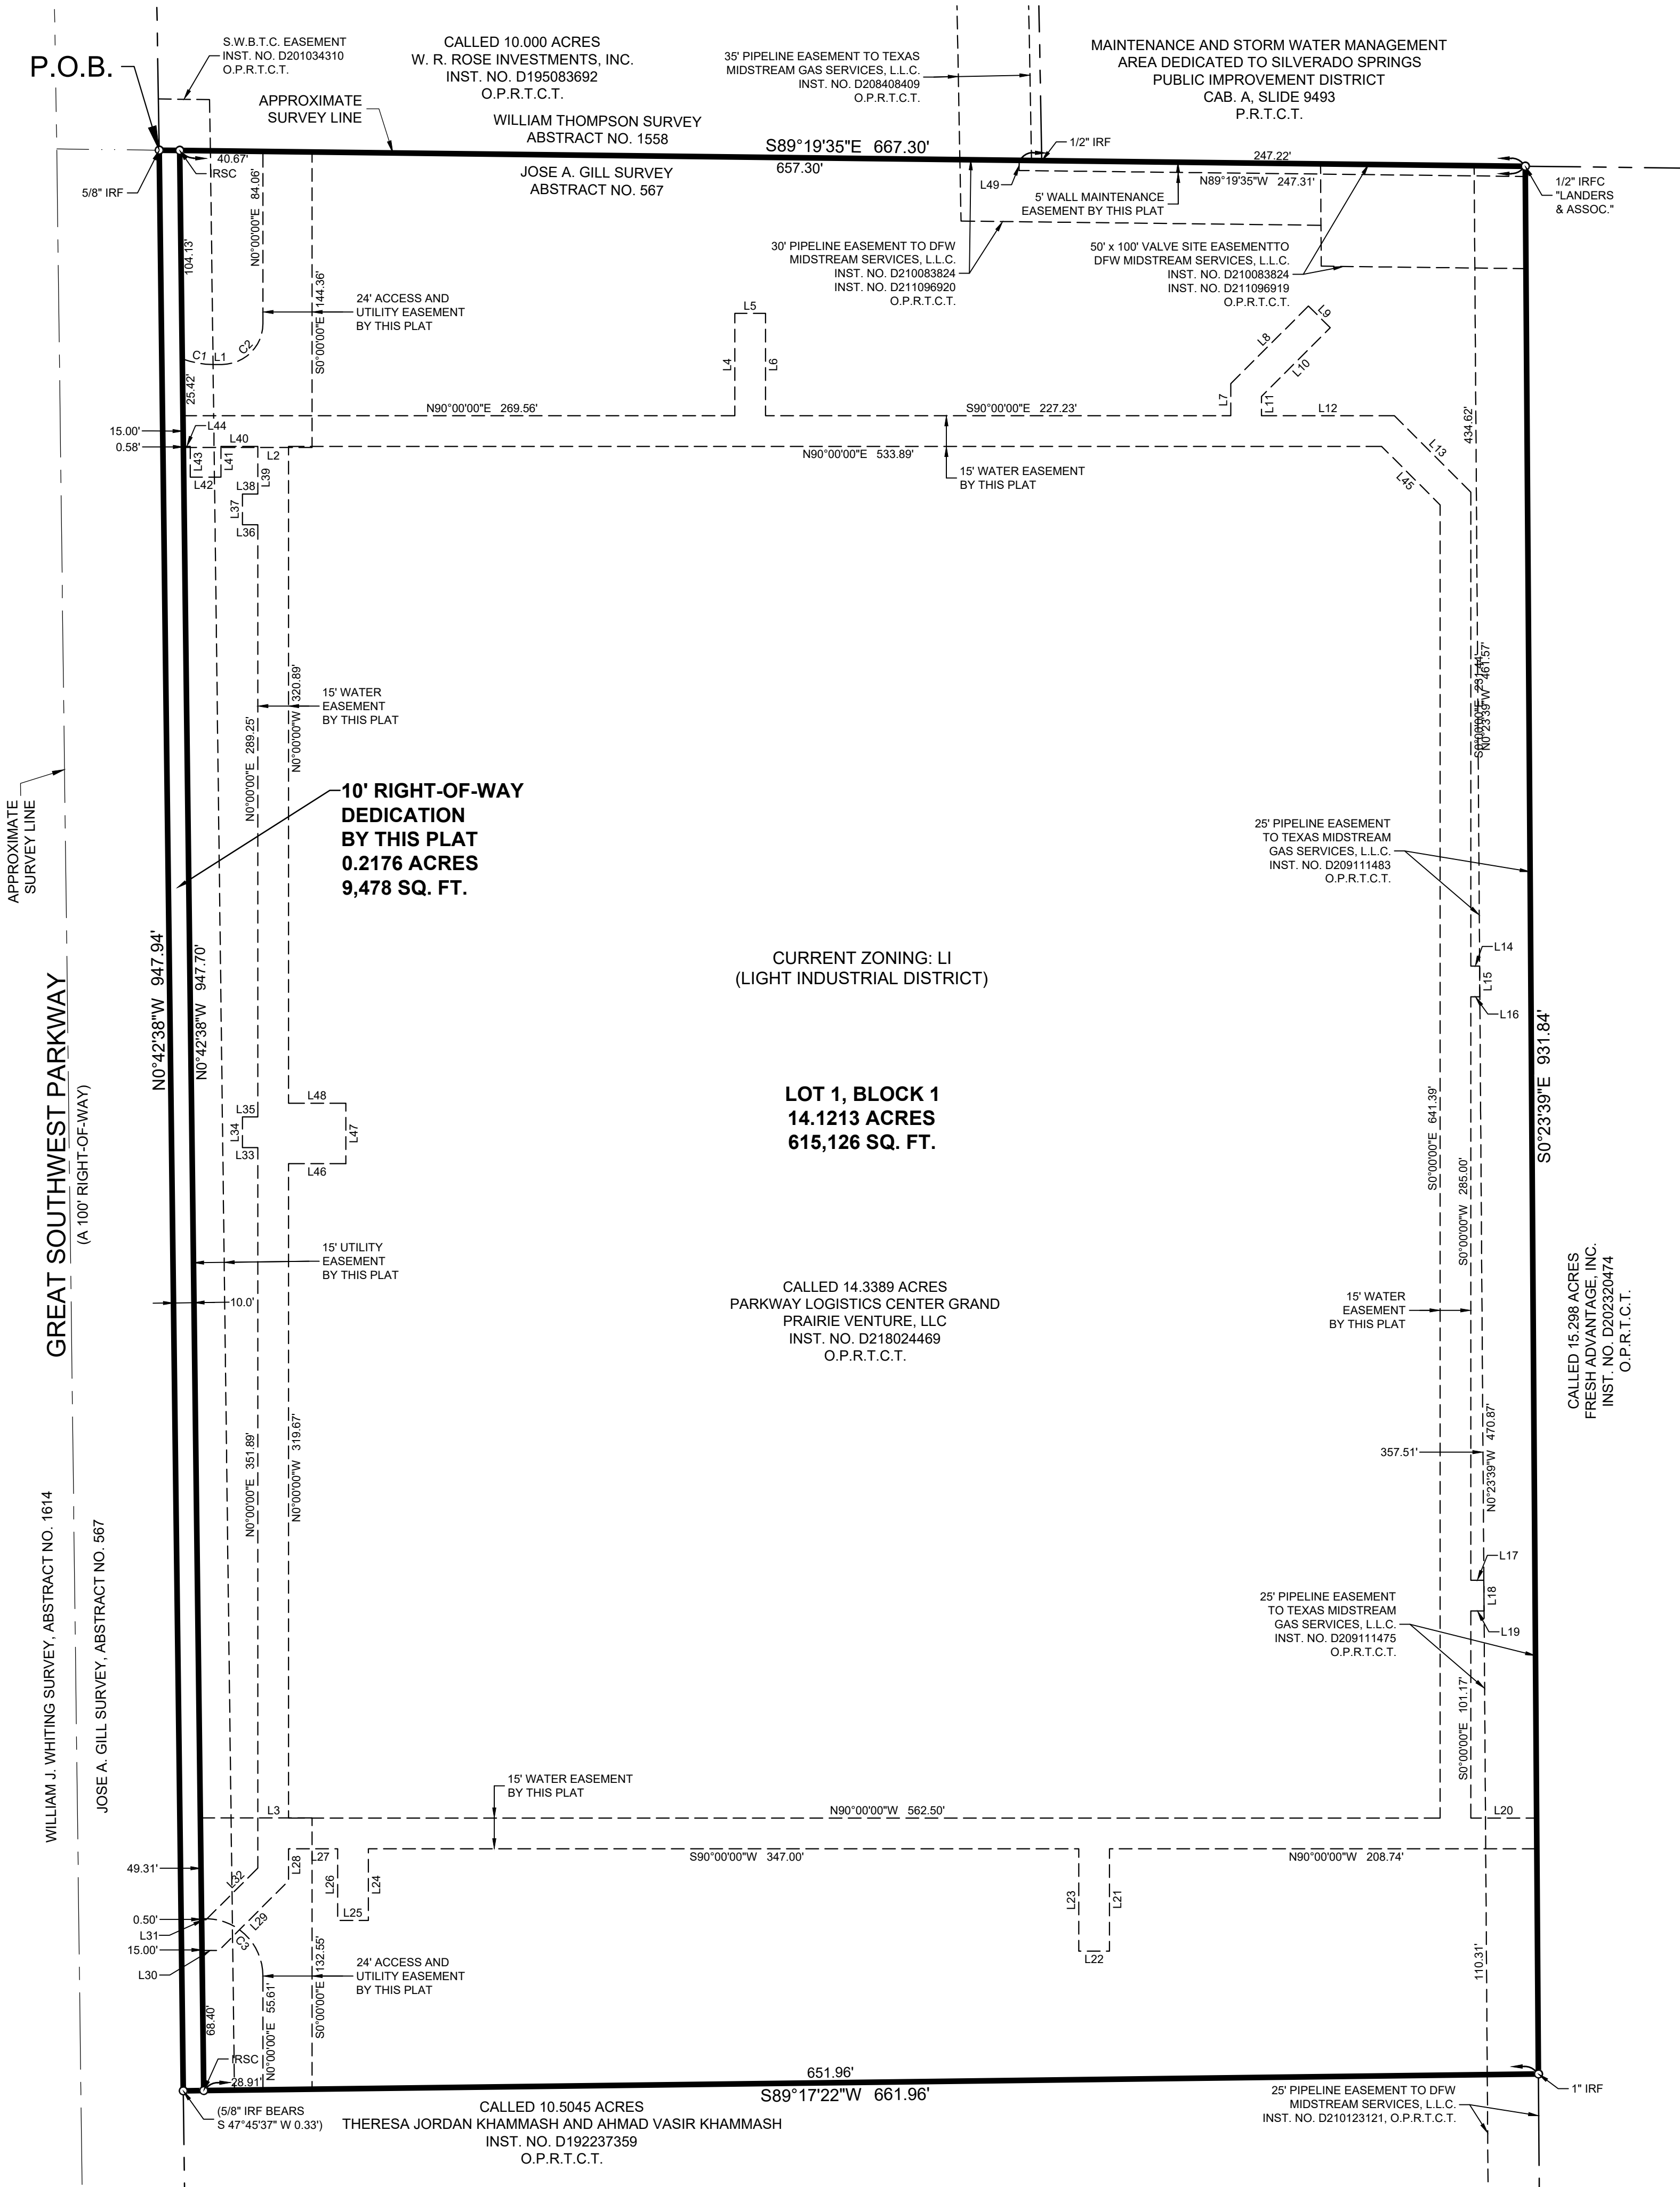 P.O.B.
S.W.B.T.C. EASEMENT
INST. NO. D201034310
O.P.R.T.C.T.
CALLED 10.000 ACRES
W. R. ROSE INVESTMENTS, INC.
INST. NO. D195083692
O.P.R.T.C.T.
35' PIPELINE EASEMENT TO TEXAS
MIDSTREAM GAS SERVICES, L.L.C.
INST. NO. D208408409
O.P.R.T.C.T.
MAINTENANCE AND STORM WATER MANAGEMENT
AREA DEDICATED TO SILVERADO SPRINGS
PUBLIC IMPROVEMENT DISTRICT
CAB. A, SLIDE 9493
P.R.T.C.T.
APPROXIMATE
SURVEY LINE
WILLIAM THOMPSON SURVEY
ABSTRACT NO. 1558
JOSE A. GILL SURVEY
ABSTRACT NO. 567
S89°19'35"E 667.30'
657.30'
1/2" IRF
247.22'
N89°19'35"W 247.31'
L49
1/2" IRFC
"LANDERS
& ASSOC."
5/8" IRF
40.67'
IRSC
5' WALL MAINTENANCE
EASEMENT BY THIS PLAT
30' PIPELINE EASEMENT TO DFW
MIDSTREAM SERVICES, L.L.C.
INST. NO. D210083824
INST. NO. D211096920
O.P.R.T.C.T.
50' x 100' VALVE SITE EASEMENTTO
DFW MIDSTREAM SERVICES, L.L.C.
INST. NO. D210083824
INST. NO. D211096919
O.P.R.T.C.T.
104.13'
N0°00'00"E 84.06'
S0°00'00"E 144.36'
24' ACCESS AND
UTILITY EASEMENT
BY THIS PLAT
C1
L1
C2
25.42'
15.00'
0.58'
L44
L40
L2
L43
L41
L42
L39
L38
L37
L36
N90°00'00"E 269.56'
L4
L5
L6
S90°00'00"E 227.23'
L7
L8
L9
L10
L11
L12
L13
N90°00'00"E 533.89'
L45
15' WATER EASEMENT
BY THIS PLAT
434.62'
S0°00'00"E 231.44'
N0°23'39"W 461.57'
15' WATER
EASEMENT
BY THIS PLAT
N0°00'00"E 289.25'
N0°00'00"W 320.89'
10' RIGHT-OF-WAY
DEDICATION
BY THIS PLAT
0.2176 ACRES
9,478 SQ. FT.
APPROXIMATE
SURVEY LINE
25' PIPELINE EASEMENT
TO TEXAS MIDSTREAM
GAS SERVICES, L.L.C.
INST. NO. D209111483
O.P.R.T.C.T.
N0°42'38"W 947.94'
N0°42'38"W 947.70'
CURRENT ZONING: LI
(LIGHT INDUSTRIAL DISTRICT)
L14
L15
L16
S0°23'39"E 931.84'
GREAT SOUTHWEST PARKWAY
(A 100' RIGHT-OF-WAY)
LOT 1, BLOCK 1
14.1213 ACRES
615,126 SQ. FT.
L35
L34
L33
L48
L47
L46
S0°00'00"E 641.39'
S0°00'00"W 285.00'
15' UTILITY
EASEMENT
BY THIS PLAT
10.0'
CALLED 14.3389 ACRES
PARKWAY LOGISTICS CENTER GRAND
PRAIRIE VENTURE, LLC
INST. NO. D218024469
O.P.R.T.C.T.
15' WATER
EASEMENT
BY THIS PLAT
CALLED 15.298 ACRES
FRESH ADVANTAGE, INC.
INST. NO. D202320474
O.P.R.T.C.T.
N0°00'00"E 351.89'
N0°00'00"W 319.67'
357.51'
N0°23'39"W 470.87'
WILLIAM J. WHITING SURVEY, ABSTRACT NO. 1614
JOSE A. GILL SURVEY, ABSTRACT NO. 567
L17
L18
L19
25' PIPELINE EASEMENT
TO TEXAS MIDSTREAM
GAS SERVICES, L.L.C.
INST. NO. D209111475
O.P.R.T.C.T.
S0°00'00"E 101.17'
15' WATER EASEMENT
BY THIS PLAT
L3
N90°00'00"W 562.50'
L20
S90°00'00"W 347.00'
N90°00'00"W 208.74'
49.31'
L32
L28
L27
L26
L24
L25
L23
L21
L22
0.50'
L31
15.00'
L30
L29
C3
24' ACCESS AND
UTILITY EASEMENT
BY THIS PLAT
68.40'
N0°00'00"E 55.61'
S0°00'00"E 132.55'
110.31'
IRSC
28.91'
651.96'
S89°17'22"W 661.96'
1" IRF
(5/8" IRF BEARS
S 47°45'37" W 0.33')
CALLED 10.5045 ACRES
THERESA JORDAN KHAMMASH AND AHMAD VASIR KHAMMASH
INST. NO. D192237359
O.P.R.T.C.T.
25' PIPELINE EASEMENT TO DFW
MIDSTREAM SERVICES, L.L.C.
INST. NO. D210123121, O.P.R.T.C.T.